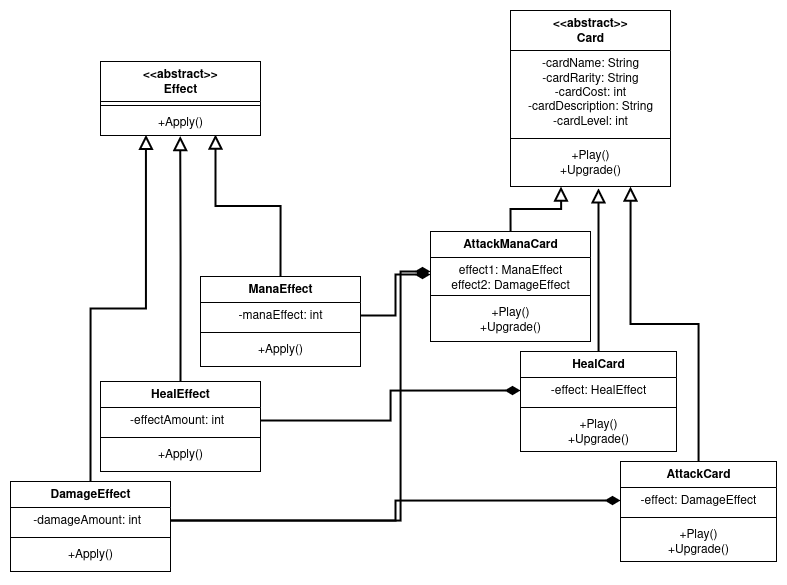 <<abstract>>
Effect
+Apply()
<<abstract>>
Card
-cardName: String
-cardRarity: String
-cardCost: int
-cardDescription: String
-cardLevel: int
+Play()
+Upgrade()
AttackManaCard
effect1: ManaEffect
effect2: DamageEffect
+Play()
+Upgrade()
ManaEffect
-manaEffect: int
+Apply()
HealCard
-effect: HealEffect
+Play()
+Upgrade()
HealEffect
-effectAmount: int
+Apply()
AttackCard
-effect: DamageEffect
+Play()
+Upgrade()
DamageEffect
-damageAmount: int
+Apply()